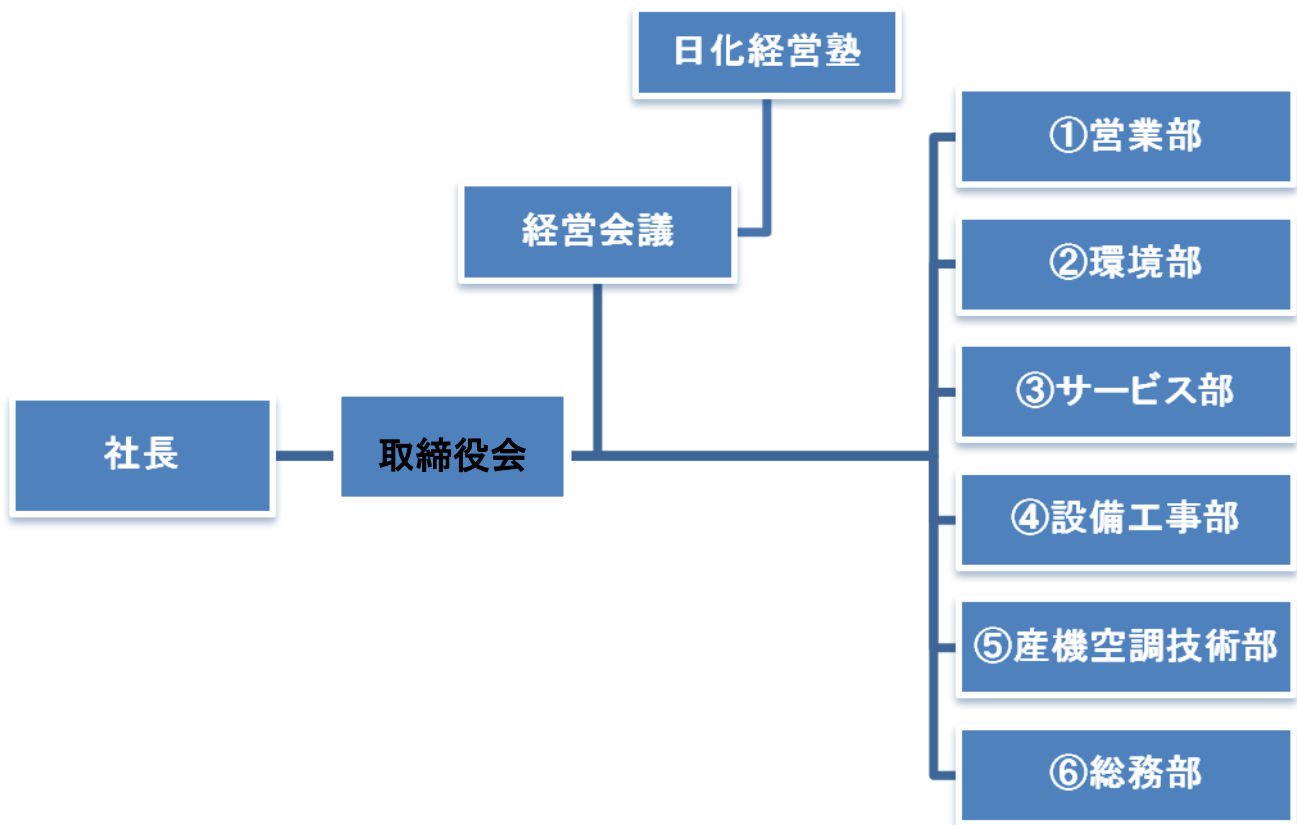 日化経営塾
経営会議
社長
取締役会
①営業部
②環境部
③サービス部
④設備工事部
⑤産機空調技術部
⑥総務部